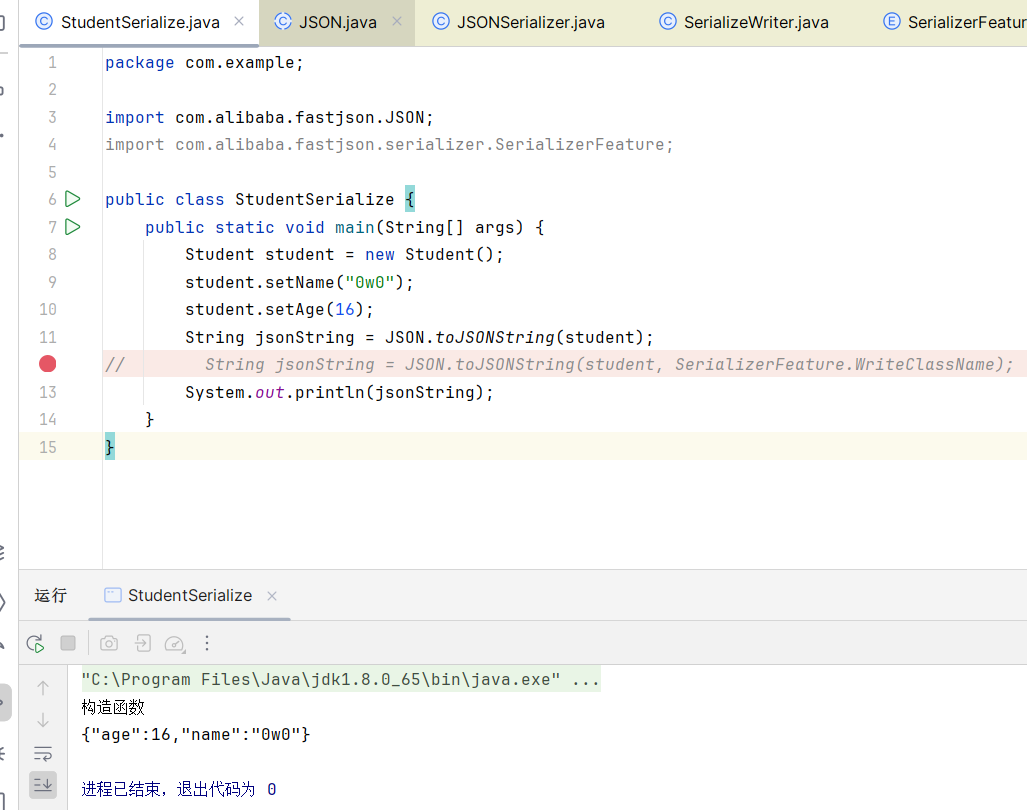 StudentSerialize.java × JSON.java × JSONSerializer.java SerializeWriter.java SerializerFeatur
1 package com.example;
2
3 import com.alibaba.fastjson.JSON;
4 import com.alibaba.fastjson.serializer.SerializerFeature;
5
6 public class StudentSerialize {
7 public static void main(String[] args) {
8 Student student = new Student();
9 student.setName("0w0");
10 student.setAge(16);
11 String jsonString = JSON.toJSONString(student);
// String jsonString = JSON.toJSONString(student, SerializerFeature.WriteClassName);
13 System.out.println(jsonString);
14 }
15 }
运行 StudentSerialize ×
"C:\Program Files\Java\jdk1.8.0_65\bin\java.exe" ...
构造函数
{"age":16,"name":"0w0"}
进程已结束，退出代码为 0